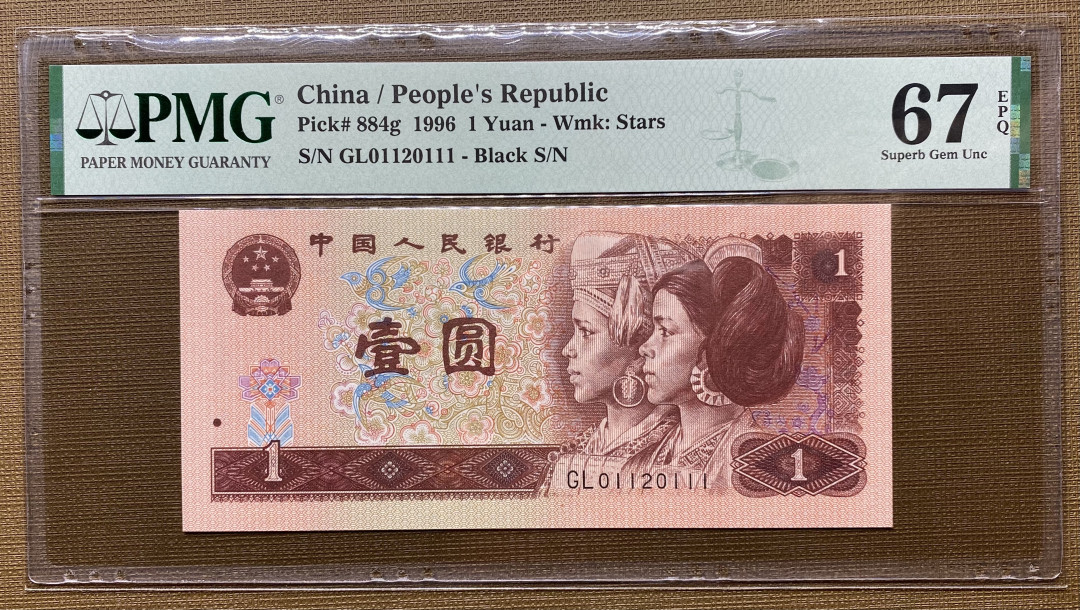 PMG®
PAPER MONEY GUARANTY
China / People's Republic
Pick# 884g 1996 1 Yuan - Wmk: Stars
S/N GL01120111 - Black S/N
67 EPQ
Superb Gem Unc
中国人民银行
1
壹圆
1
1
GL01120111